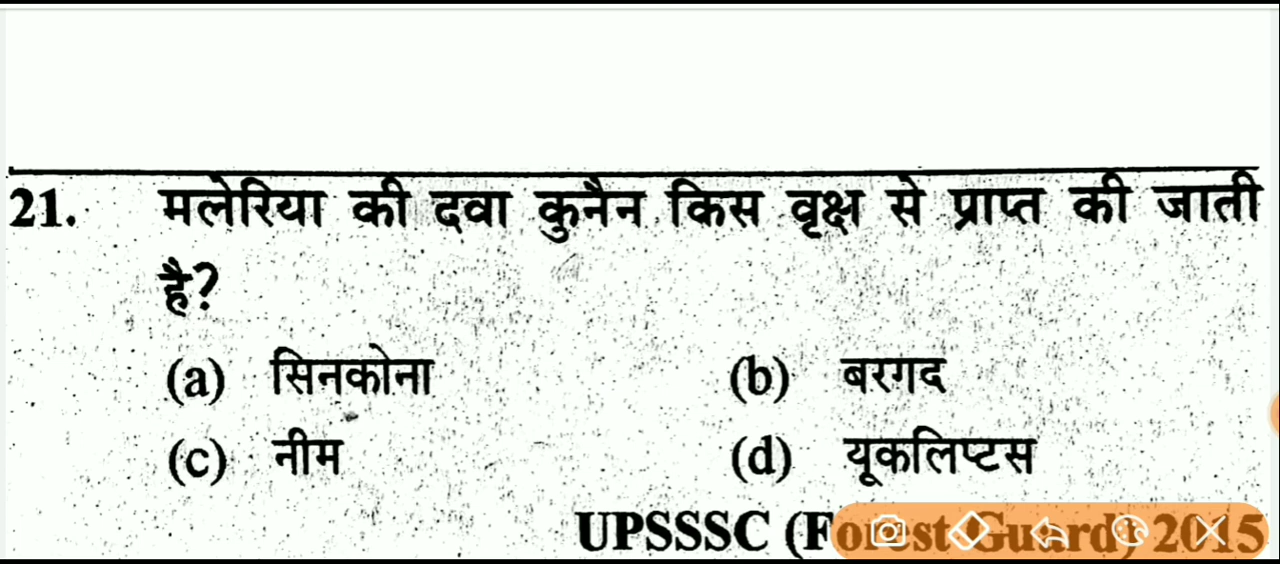 21. मलेरिया की दवा कुनैन किस वृक्ष से प्राप्त की जाती
है?
(a) सिनकोना (b) बरगद
(c) नीम (d) यूकलिप्टस
UPSSSC (Forest Guard) 2015